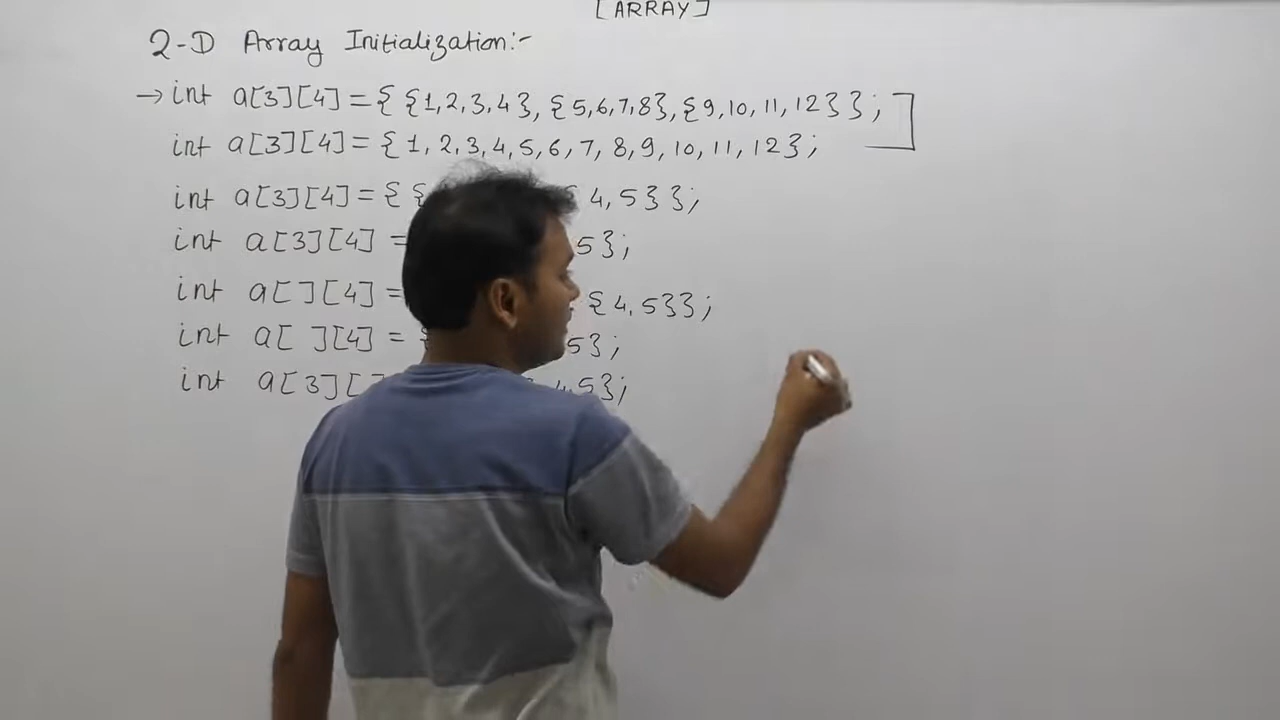 [ARRAY]
2-D Array Initialization:-
→ int a[3][4] = { {1,2,3,4}, {5,6,7,8},{9,10,11,12}};
int a[3][4] = {1, 2, 3, 4, 5, 6, 7, 8, 9, 10, 11, 12};
int a[3][4] = { { 4,5}};
int a[3][4] = 5};
int a[ ][4] = {4,5}};
int a[ ][4] = { 5};
int a[3][ 4,5};